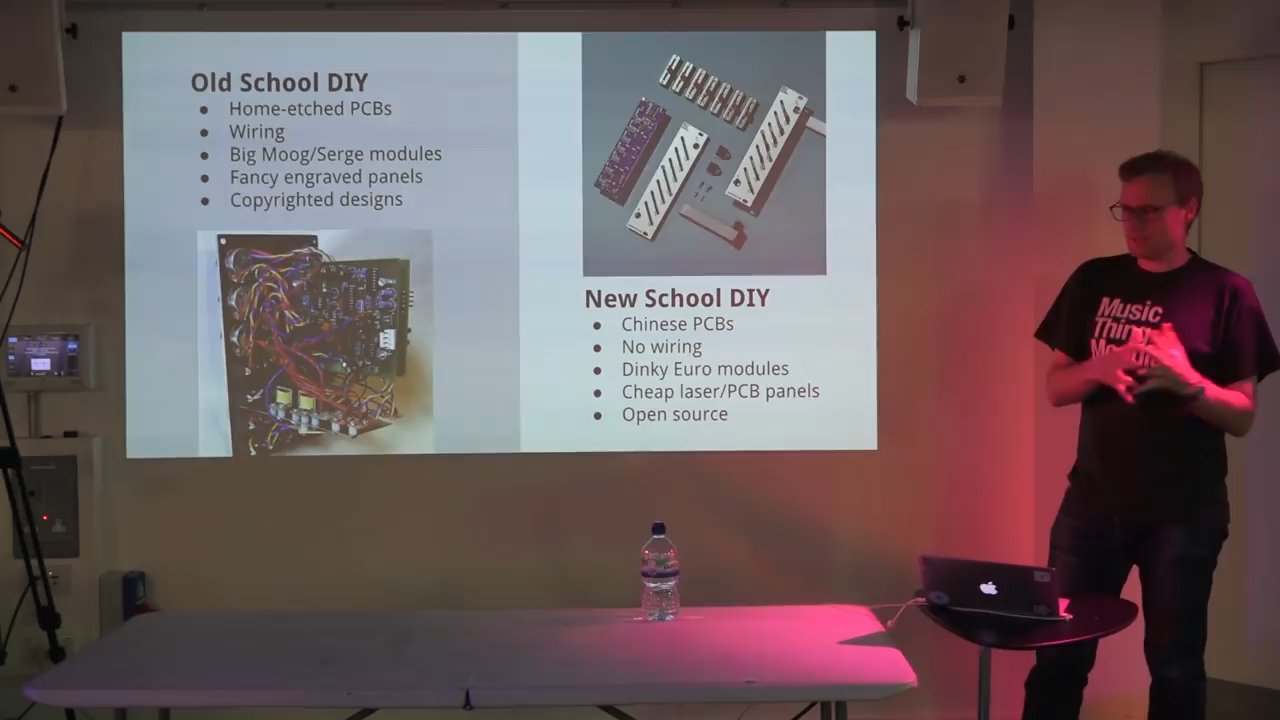 Old School DIY
● Home-etched PCBs
● Wiring
● Big Moog/Serge modules
● Fancy engraved panels
● Copyrighted designs
New School DIY
● Chinese PCBs
● No wiring
● Dinky Euro modules
● Cheap laser/PCB panels
● Open source
Music
Thing